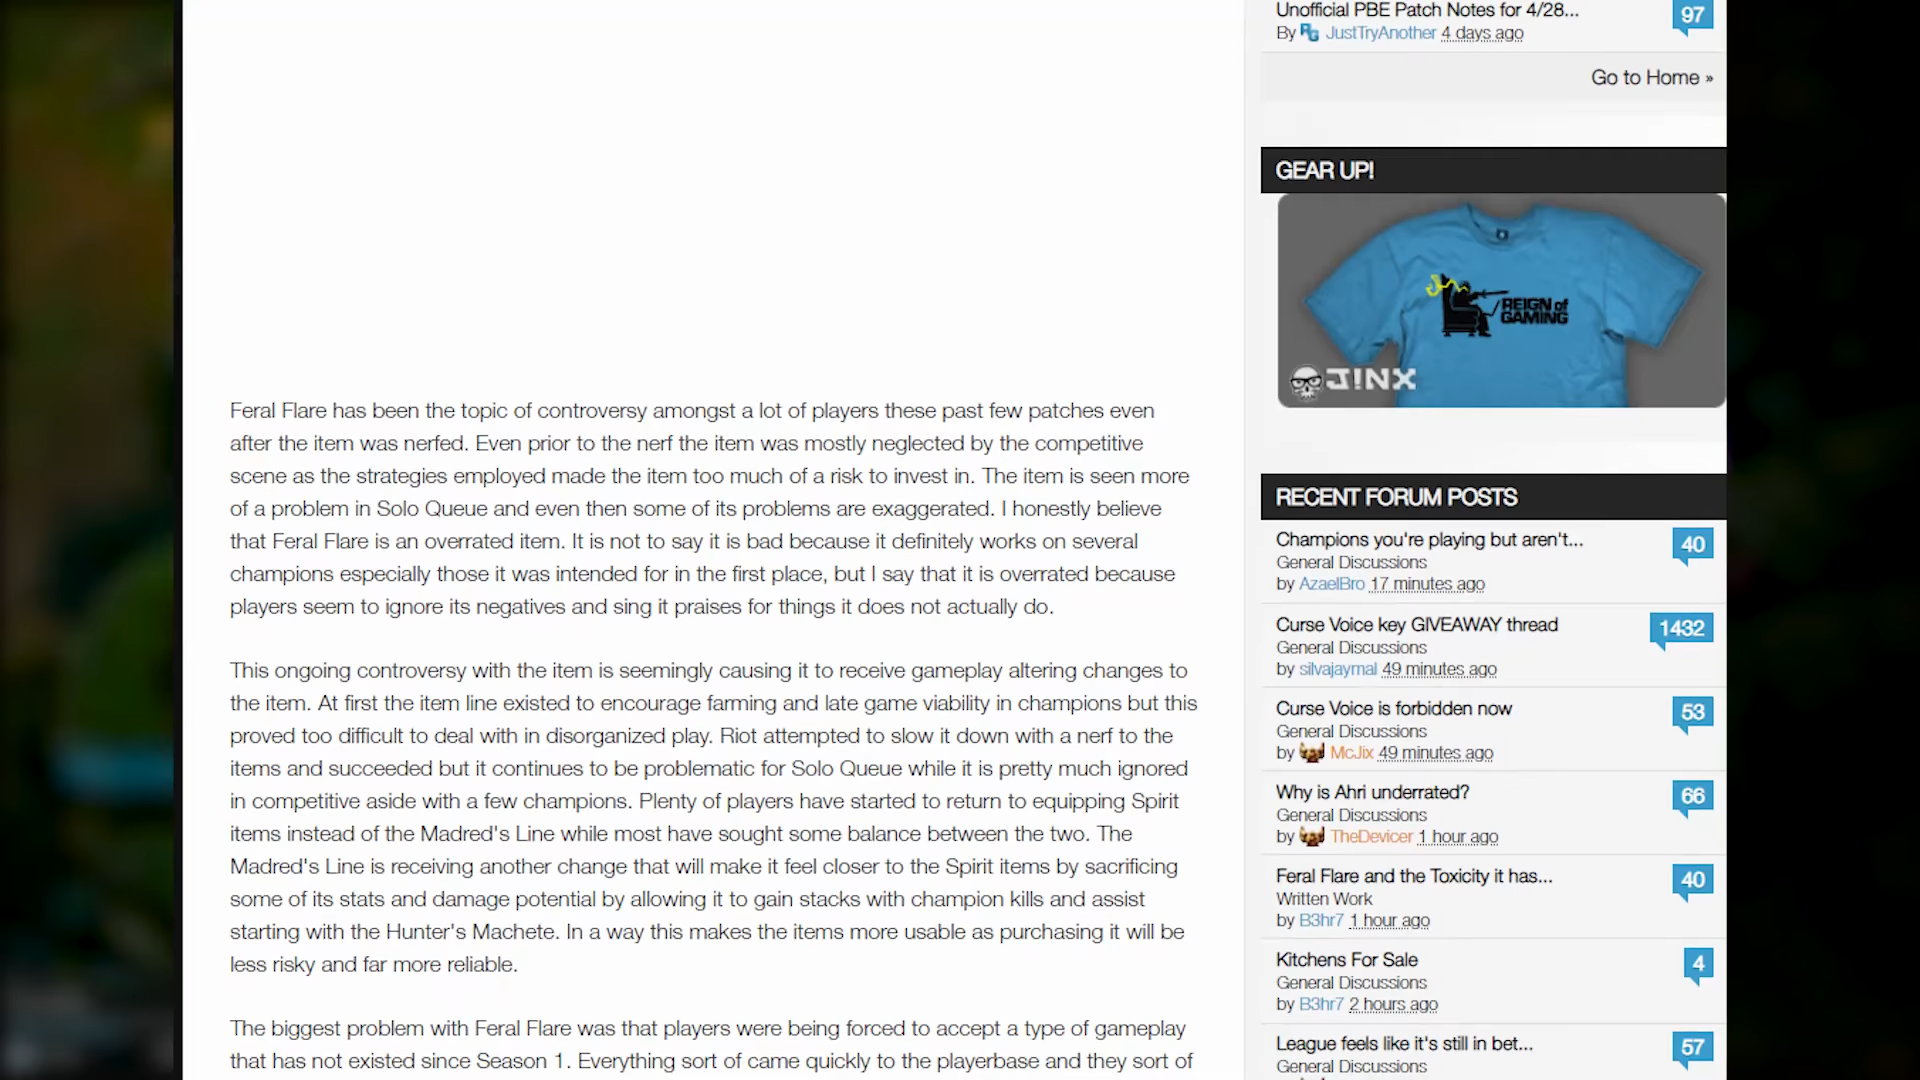 Unofficial PBE Patch Notes for 4/28...
97
By JustTryAnother 4 days ago
Go to Home »
GEAR UP!
REIGN of
GAMING
J!NX
Feral Flare has been the topic of controversy amongst a lot of players these past few patches even
after the item was nerfed. Even prior to the nerf the item was mostly neglected by the competitive
scene as the strategies employed made the item too much of a risk to invest in. The item is seen more
of a problem in Solo Queue and even then some of its problems are exaggerated. I honestly believe
that Feral Flare is an overrated item. It is not to say it is bad because it definitely works on several
champions especially those it was intended for in the first place, but I say that it is overrated because
players seem to ignore its negatives and sing it praises for things it does not actually do.
This ongoing controversy with the item is seemingly causing it to receive gameplay altering changes to
the item. At first the item line existed to encourage farming and late game viability in champions but this
proved too difficult to deal with in disorganized play. Riot attempted to slow it down with a nerf to the
items and succeeded but it continues to be problematic for Solo Queue while it is pretty much ignored
in competitive aside with a few champions. Plenty of players have started to return to equipping Spirit
items instead of the Madred's Line while most have sought some balance between the two. The
Madred's Line is receiving another change that will make it feel closer to the Spirit items by sacrificing
some of its stats and damage potential by allowing it to gain stacks with champion kills and assist
starting with the Hunter's Machete. In a way this makes the items more usable as purchasing it will be
less risky and far more reliable.
The biggest problem with Feral Flare was that players were being forced to accept a type of gameplay
that has not existed since Season 1. Everything sort of came quickly to the playerbase and they sort of
RECENT FORUM POSTS
Champions you're playing but aren't...
40
General Discussions
by AzaelBro 17 minutes ago
Curse Voice key GIVEAWAY thread
1432
General Discussions
by silvajaymal 49 minutes ago
Curse Voice is forbidden now
53
General Discussions
by McJix 49 minutes ago
Why is Ahri underrated?
66
General Discussions
by TheDevicer 1 hour ago
Feral Flare and the Toxicity it has...
40
Written Work
by B3hr7 1 hour ago
Kitchens For Sale
4
General Discussions
by B3hr7 2 hours ago
League feels like it's still in bet...
57
General Discussions